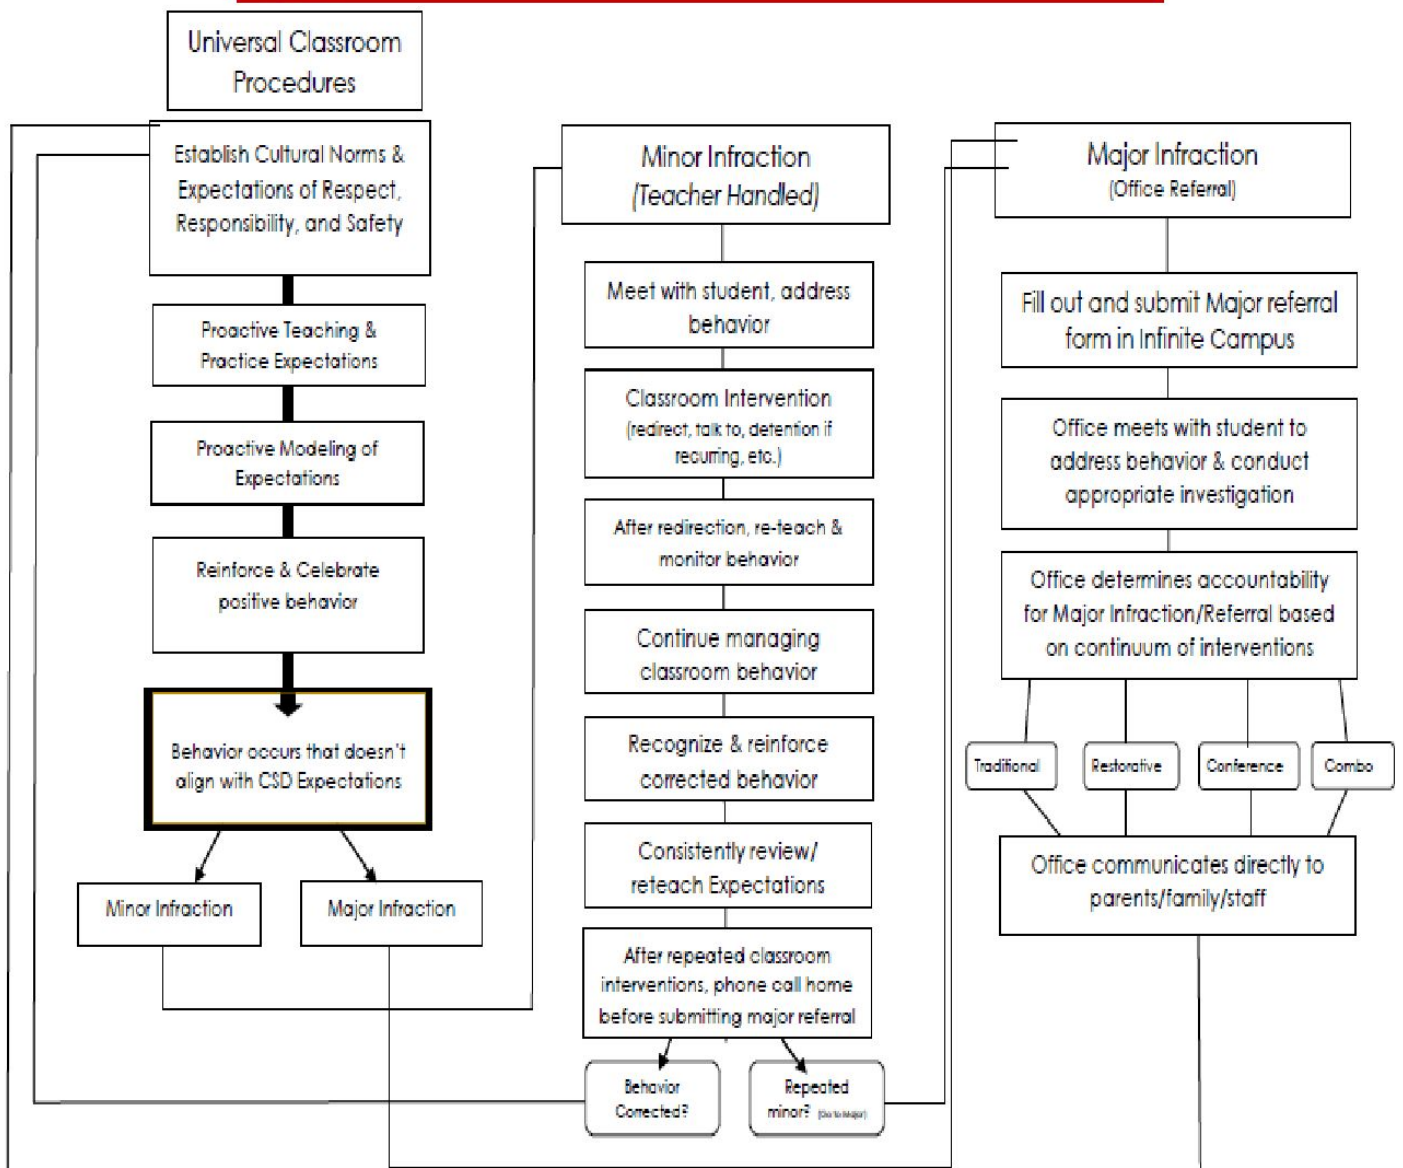 Universal Classroom
Procedures
Establish Cultural Norms &
Expectations of Respect,
Responsibility, and Safety
Proactive Teaching &
Practice Expectations
Proactive Modeling of
Expectations
Reinforce & Celebrate
positive behavior
Behavior occurs that doesn't
align with CSD Expectations
Minor Infraction
Major Infraction
Minor Infraction
(Teacher Handled)
Meet with student, address
behavior
Classroom Intervention
(redirect, talk to, detention if
recurring, etc.)
After redirection, re-teach &
monitor behavior
Continue managing
classroom behavior
Recognize & reinforce
corrected behavior
Consistently review/
reteach Expectations
After repeated classroom
interventions, phone call home
before submitting major referral
Behavior
Corrected?
Repeated
minor? (Go to Major)
Major Infraction
(Office Referral)
Fill out and submit Major referral
form in Infinite Campus
Office meets with student to
address behavior & conduct
appropriate investigation
Office determines accountability
for Major Infraction/Referral based
on continuum of interventions
Traditional
Restorative
Conference
Combo
Office communicates directly to
parents/family/staff